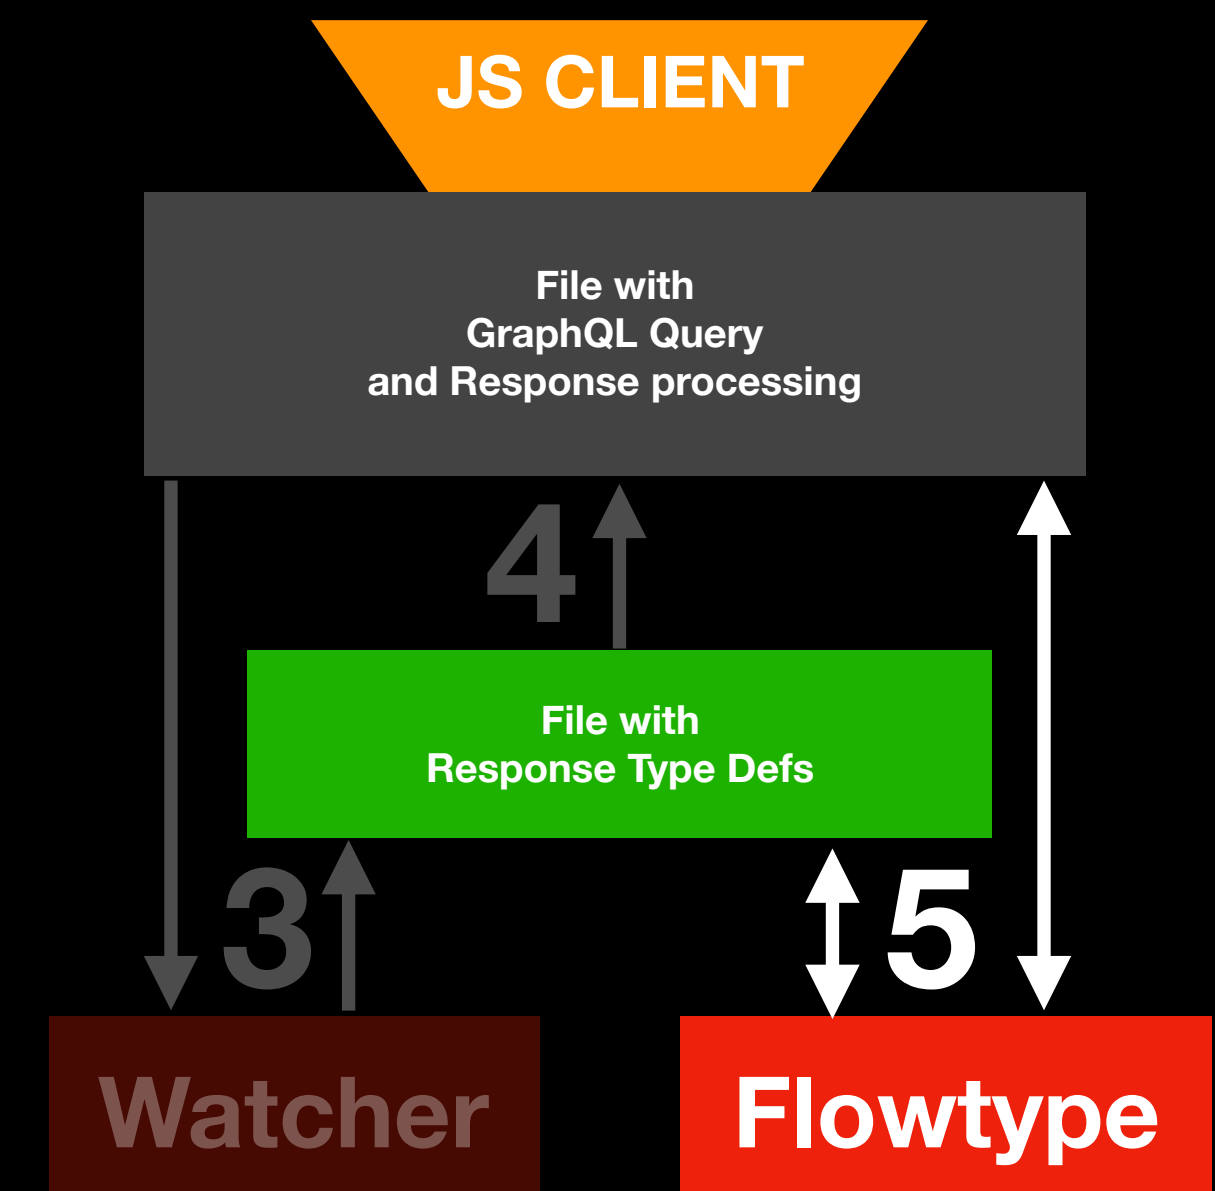 JS CLIENT
File with
GraphQL Query
and Response processing
4
File with
Response Type Defs
3
5
Watcher
Flowtype